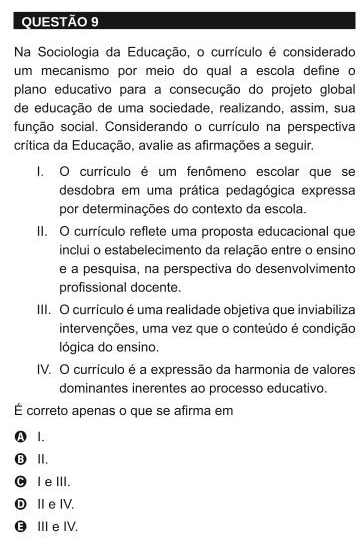 QUESTÃO 9
Na Sociologia da Educação, o currículo é considerado
um mecanismo por meio do qual a escola define o
plano educativo para a consecução do projeto global
de educação de uma sociedade, realizando, assim, sua
função social. Considerando o currículo na perspectiva
crítica da Educação, avalie as afirmações a seguir.
I. O currículo é um fenômeno escolar que se
desdobra em uma prática pedagógica expressa
por determinações do contexto da escola.
II. O currículo reflete uma proposta educacional que
inclui o estabelecimento da relação entre o ensino
e a pesquisa, na perspectiva do desenvolvimento
profissional docente.
III. O currículo é uma realidade objetiva que inviabiliza
intervenções, uma vez que o conteúdo é condição
lógica do ensino.
IV. O currículo é a expressão da harmonia de valores
dominantes inerentes ao processo educativo.
É correto apenas o que se afirma em
A I.
B II.
C I e III.
D II e IV.
E III e IV.